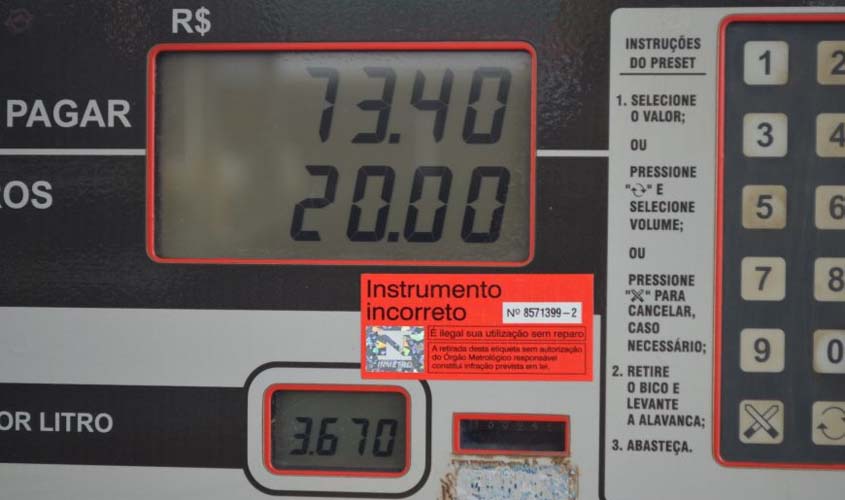 R$
PAGAR
73.40
ROS
20.00
Instrumento
incorreto
Nº 8571399-2
É ilegal sua utilização sem reparo
A retirada desta etiqueta sem autorização
do Órgão Metrológico responsável
constitui infração prevista em lei.
INMETRO
OR LITRO
3.670
INSTRUÇÕES
DO PRESET
1. SELECIONE
O VALOR;
OU
PRESSIONE
" " E
SELECIONE
VOLUME;
OU
PRESSIONE
" " PARA
CANCELAR,
CASO
NECESSÁRIO;
2. RETIRE
O BICO E
LEVANTE
A ALAVANCA;
3. ABASTEÇA.
1 2
3 4
5 6
7 8
9 0